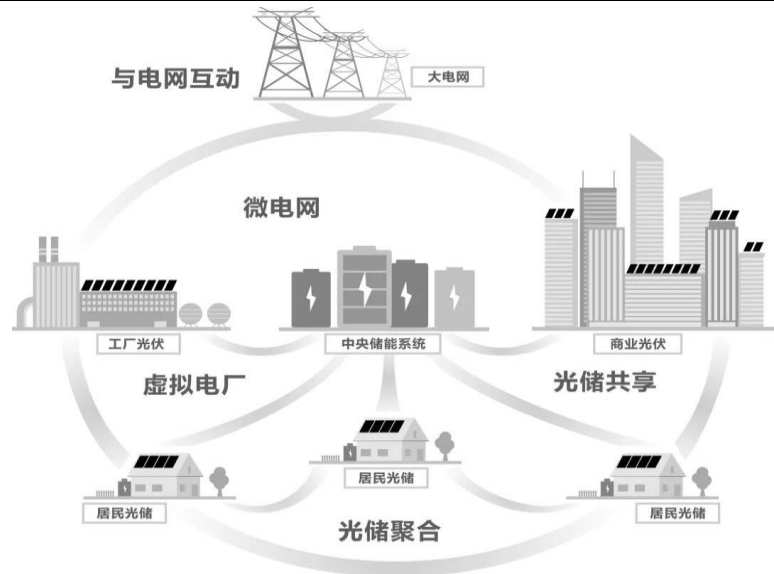 与电网互动
大电网
微电网
工厂光伏
中央储能系统
商业光伏
虚拟电厂
光储共享
居民光储
居民光储
居民光储
光储聚合